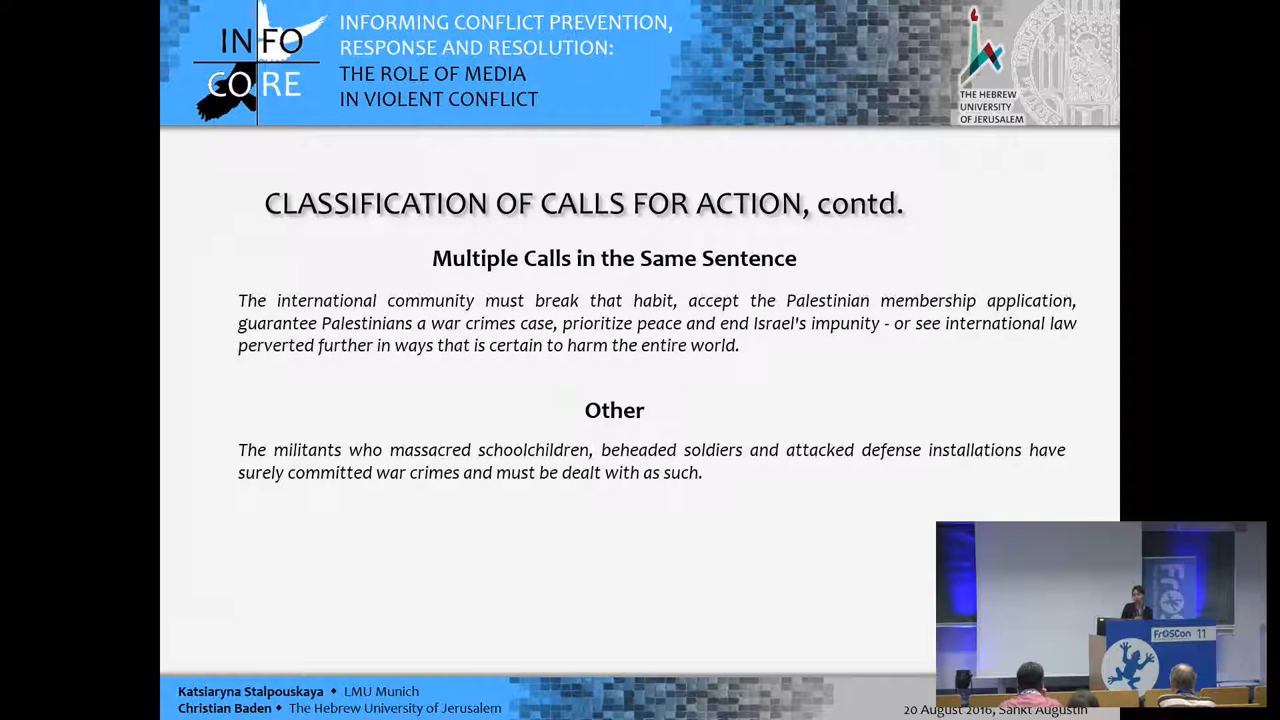 INFO
CORE
INFORMING CONFLICT PREVENTION,
RESPONSE AND RESOLUTION:
THE ROLE OF MEDIA
IN VIOLENT CONFLICT
THE HEBREW
UNIVERSITY
OF JERUSALEM
CLASSIFICATION OF CALLS FOR ACTION, contd.
Multiple Calls in the Same Sentence
The international community must break that habit, accept the Palestinian membership application,
guarantee Palestinians a war crimes case, prioritize peace and end Israel's impunity - or see international law
perverted further in ways that is certain to harm the entire world.
Other
The militants who massacred schoolchildren, beheaded soldiers and attacked defense installations have
surely committed war crimes and must be dealt with as such.
FrOSCon 11
Katsiaryna Stalpouskaya ◆ LMU Munich
Christian Baden ◆ The Hebrew University of Jerusalem
20 August 2016, Sankt Augustin